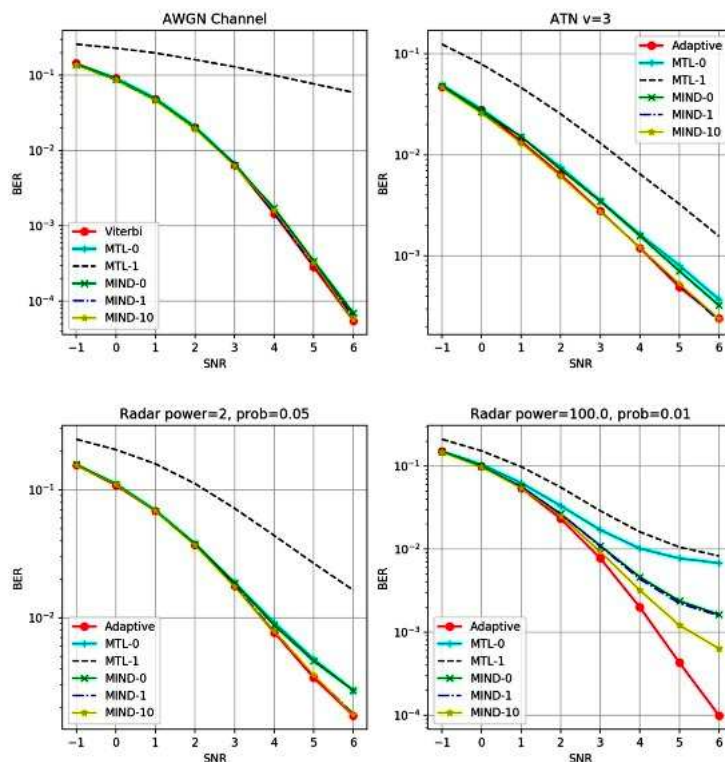 AWGN Channel
10⁻¹
10⁻²
10⁻³
10⁻⁴
BER
Viterbi
MTL-0
MTL-1
MIND-0
MIND-1
MIND-10
−1 0 1 2 3 4 5 6
SNR
ATN v=3
10⁻¹
10⁻²
10⁻³
BER
Adaptive
MTL-0
MTL-1
MIND-0
MIND-1
MIND-10
−1 0 1 2 3 4 5 6
SNR
Radar power=2, prob=0.05
10⁻¹
10⁻²
BER
Adaptive
MTL-0
MTL-1
MIND-0
MIND-1
MIND-10
−1 0 1 2 3 4 5 6
SNR
Radar power=100.0, prob=0.01
10⁻¹
10⁻²
10⁻³
10⁻⁴
BER
Adaptive
MTL-0
MTL-1
MIND-0
MIND-1
MIND-10
−1 0 1 2 3 4 5 6
SNR